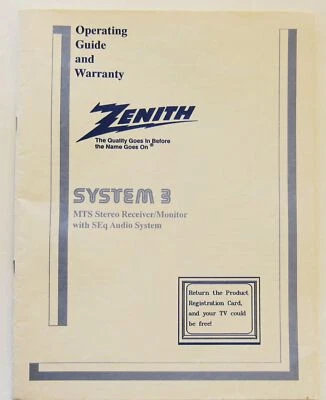 Operating
Guide
and
Warranty
ZENITH
The Quality Goes In Before
the Name Goes On®
SYSTEM 3
MTS Stereo Receiver/Monitor
with SEq Audio System
Return the Product
Registration Card,
and your TV could
be free!